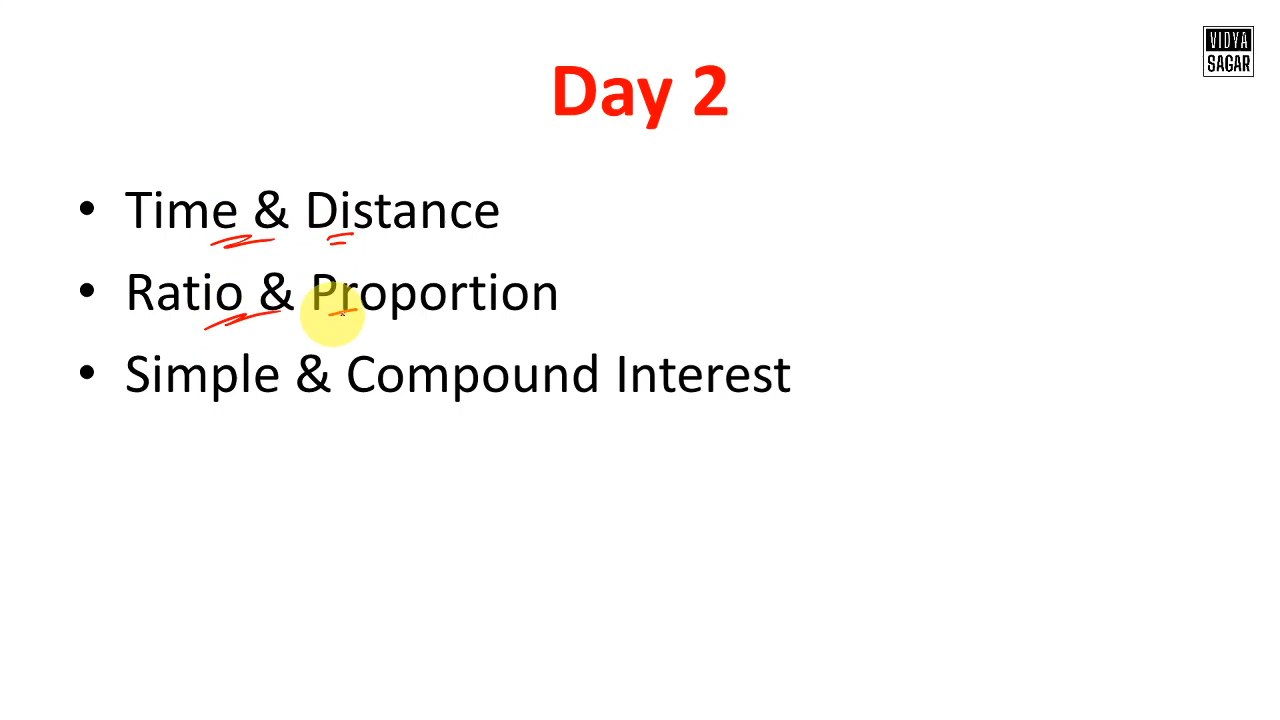 VIDYA
SAGAR
Day 2
• Time & Distance
• Ratio & Proportion
• Simple & Compound Interest